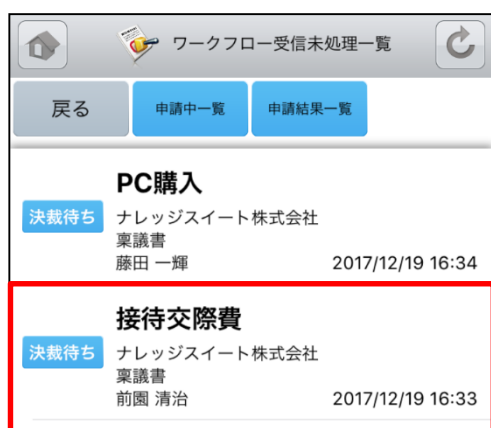 ワークフロー受信未処理一覧
戻る 申請中一覧 申請結果一覧
PC購入
決裁待ち ナレッジスイート株式会社
稟議書
藤田 一輝 2017/12/19 16:34
接待交際費
決裁待ち ナレッジスイート株式会社
稟議書
前園 清治 2017/12/19 16:33